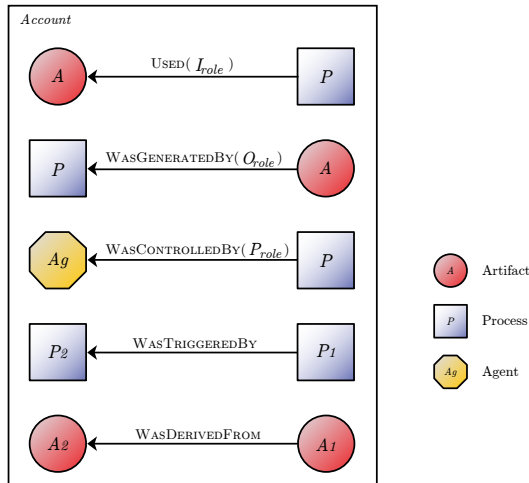 Account
A USED( I_role ) P
P WASGENERATEDBY( O_role ) A
Ag WASCONTROLLEDBY( P_role ) P
A Artifact
P Process
P2 WASTRIGGEREDBY P1
Ag Agent
A2 WASDERIVEDFROM A1